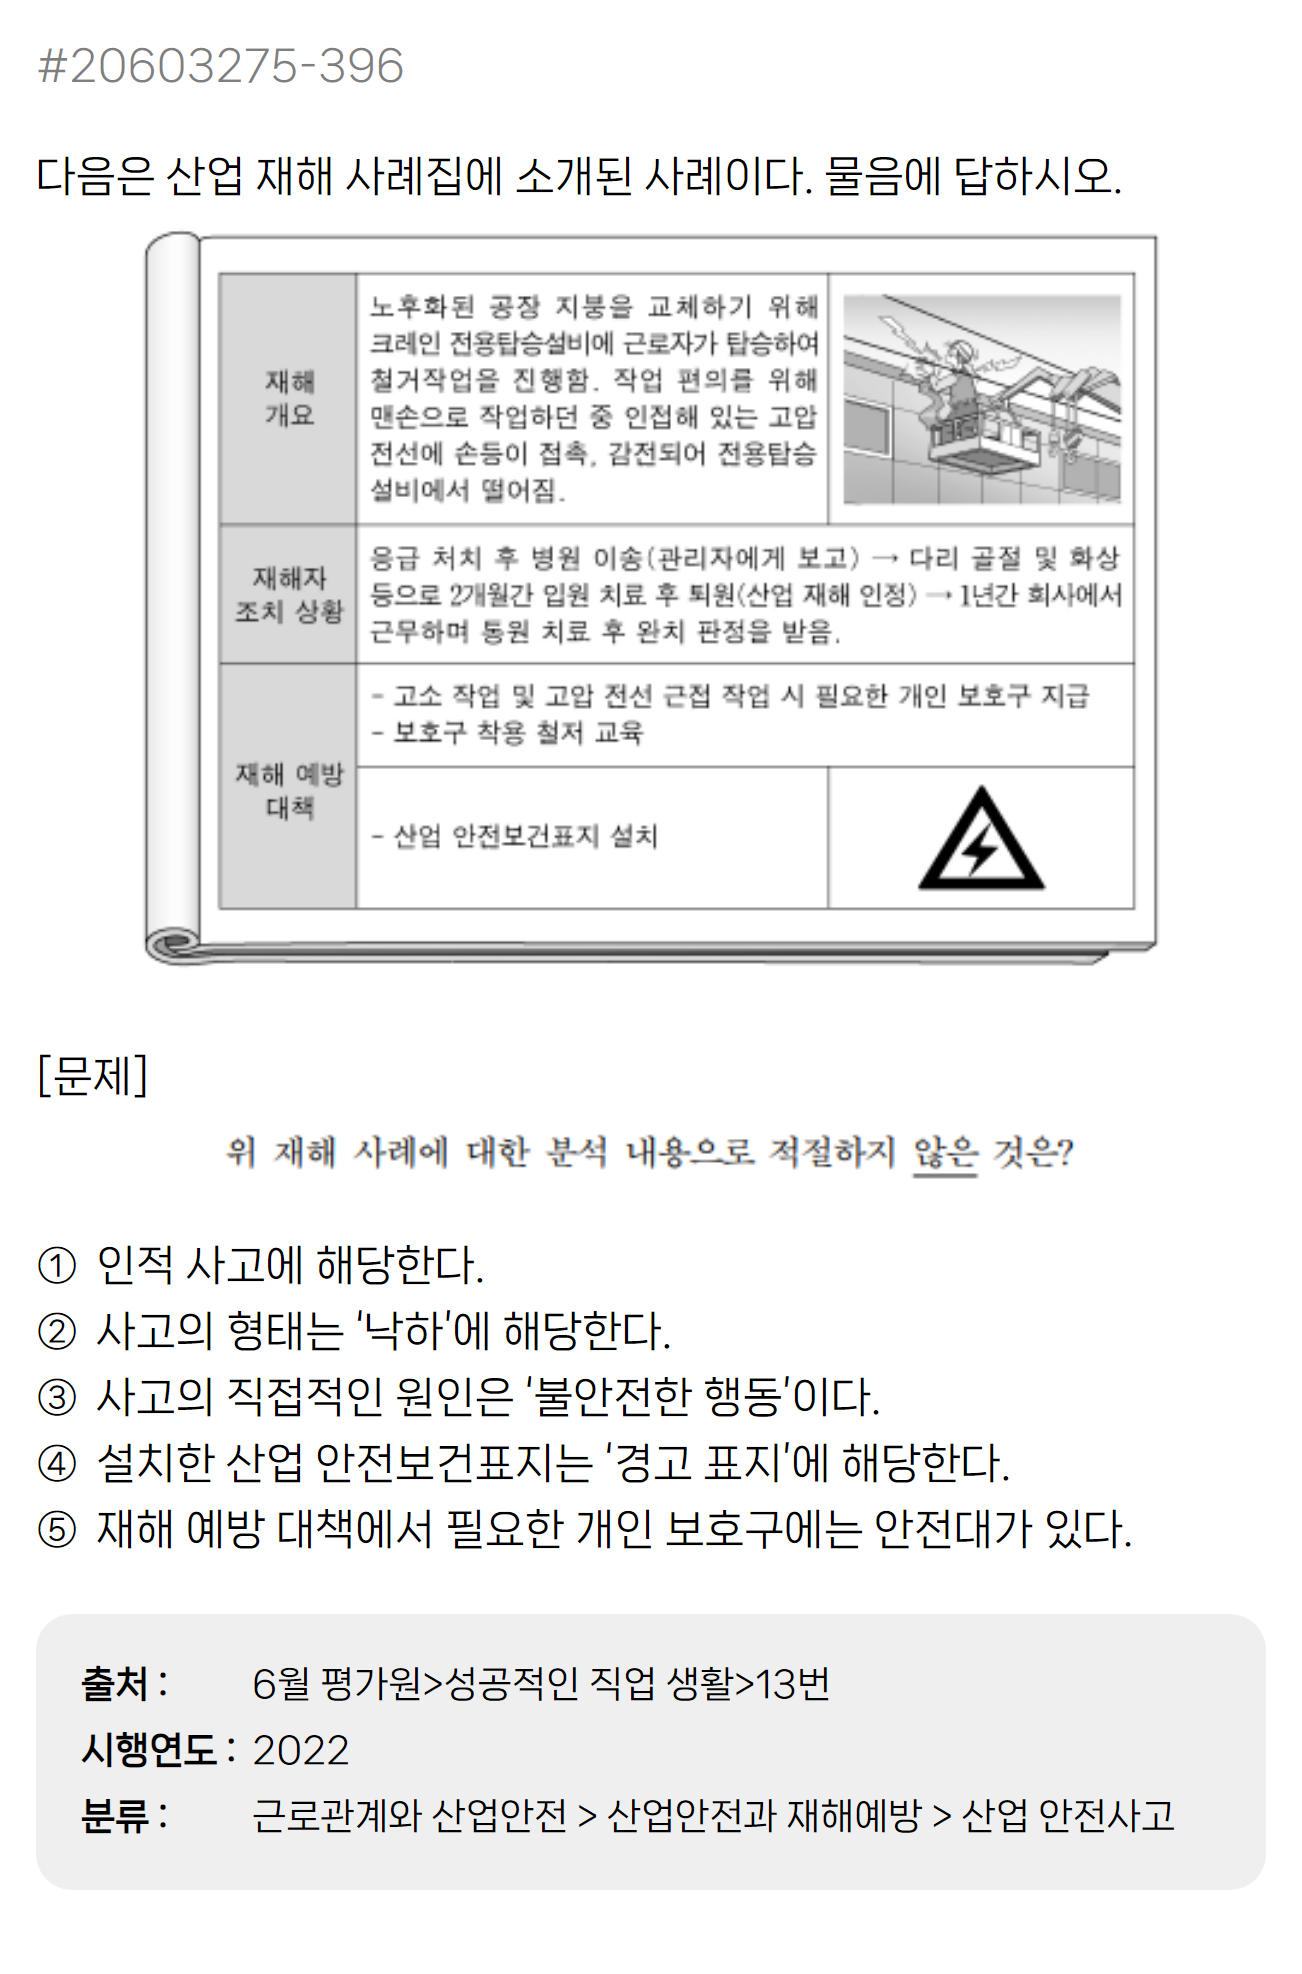 #20603275-396
다음은 산업 재해 사례집에 소개된 사례이다. 물음에 답하시오.
재해
개요
노후화된 공장 지붕을 교체하기 위해
크레인 전용탑승설비에 근로자가 탑승하여
철거작업을 진행함. 작업 편의를 위해
맨손으로 작업하던 중 인접해 있는 고압
전선에 손등이 접촉, 감전되어 전용탑승
설비에서 떨어짐.
재해자
조치 상황
응급 처치 후 병원 이송(관리자에게 보고) → 다리 골절 및 화상
등으로 2개월간 입원 치료 후 퇴원(산업 재해 인정) → 1년간 회사에서
근무하며 통원 치료 후 완치 판정을 받음.
재해 예방
대책
- 고소 작업 및 고압 전선 근접 작업 시 필요한 개인 보호구 지급
- 보호구 착용 철저 교육
- 산업 안전보건표지 설치
[문제]
위 재해 사례에 대한 분석 내용으로 적절하지 않은 것은?
① 인적 사고에 해당한다.
② 사고의 형태는 '낙하'에 해당한다.
③ 사고의 직접적인 원인은 '불안전한 행동'이다.
④ 설치한 산업 안전보건표지는 '경고 표지'에 해당한다.
⑤ 재해 예방 대책에서 필요한 개인 보호구에는 안전대가 있다.
출처 : 6월 평가원>성공적인 직업 생활>13번
시행연도 : 2022
분류 : 근로관계와 산업안전 > 산업안전과 재해예방 > 산업 안전사고